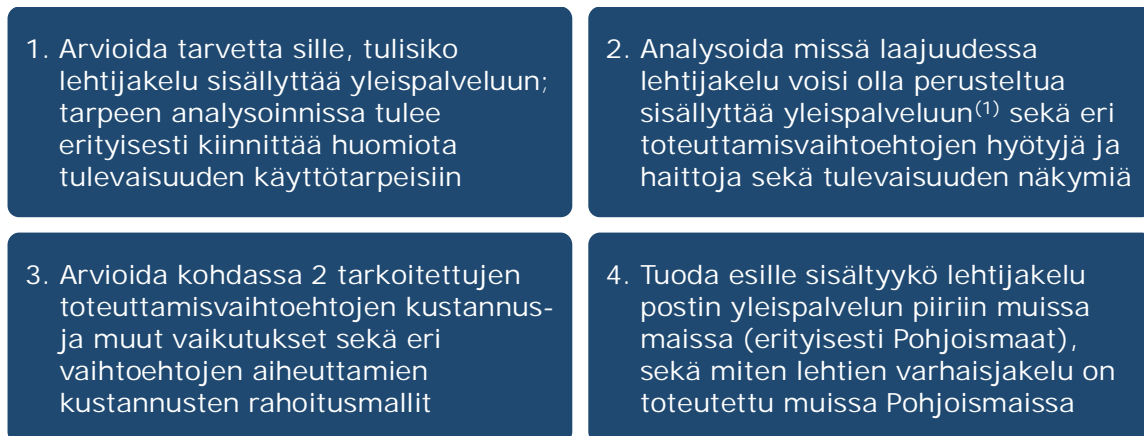 1. Arvioida tarvetta sille, tulisiko
lehtijakelu sisällyttää yleispalveluun;
tarpeen analysoinnissa tulee
erityisesti kiinnittää huomiota
tulevaisuuden käyttötarpeisiin
2. Analysoida missä laajuudessa
lehtijakelu voisi olla perusteltua
sisällyttää yleispalveluun(1) sekä eri
toteuttamisvaihtoehtojen hyötyjä ja
haittoja sekä tulevaisuuden näkymiä
3. Arvioida kohdassa 2 tarkoitettujen
toteuttamisvaihtoehtojen kustannus-
ja muut vaikutukset sekä eri
vaihtoehtojen aiheuttamien
kustannusten rahoitusmallit
4. Tuoda esille sisältyykö lehtijakelu
postin yleispalvelun piiriin muissa
maissa (erityisesti Pohjoismaat),
sekä miten lehtien varhaisjakelu on
toteutettu muissa Pohjoismaissa